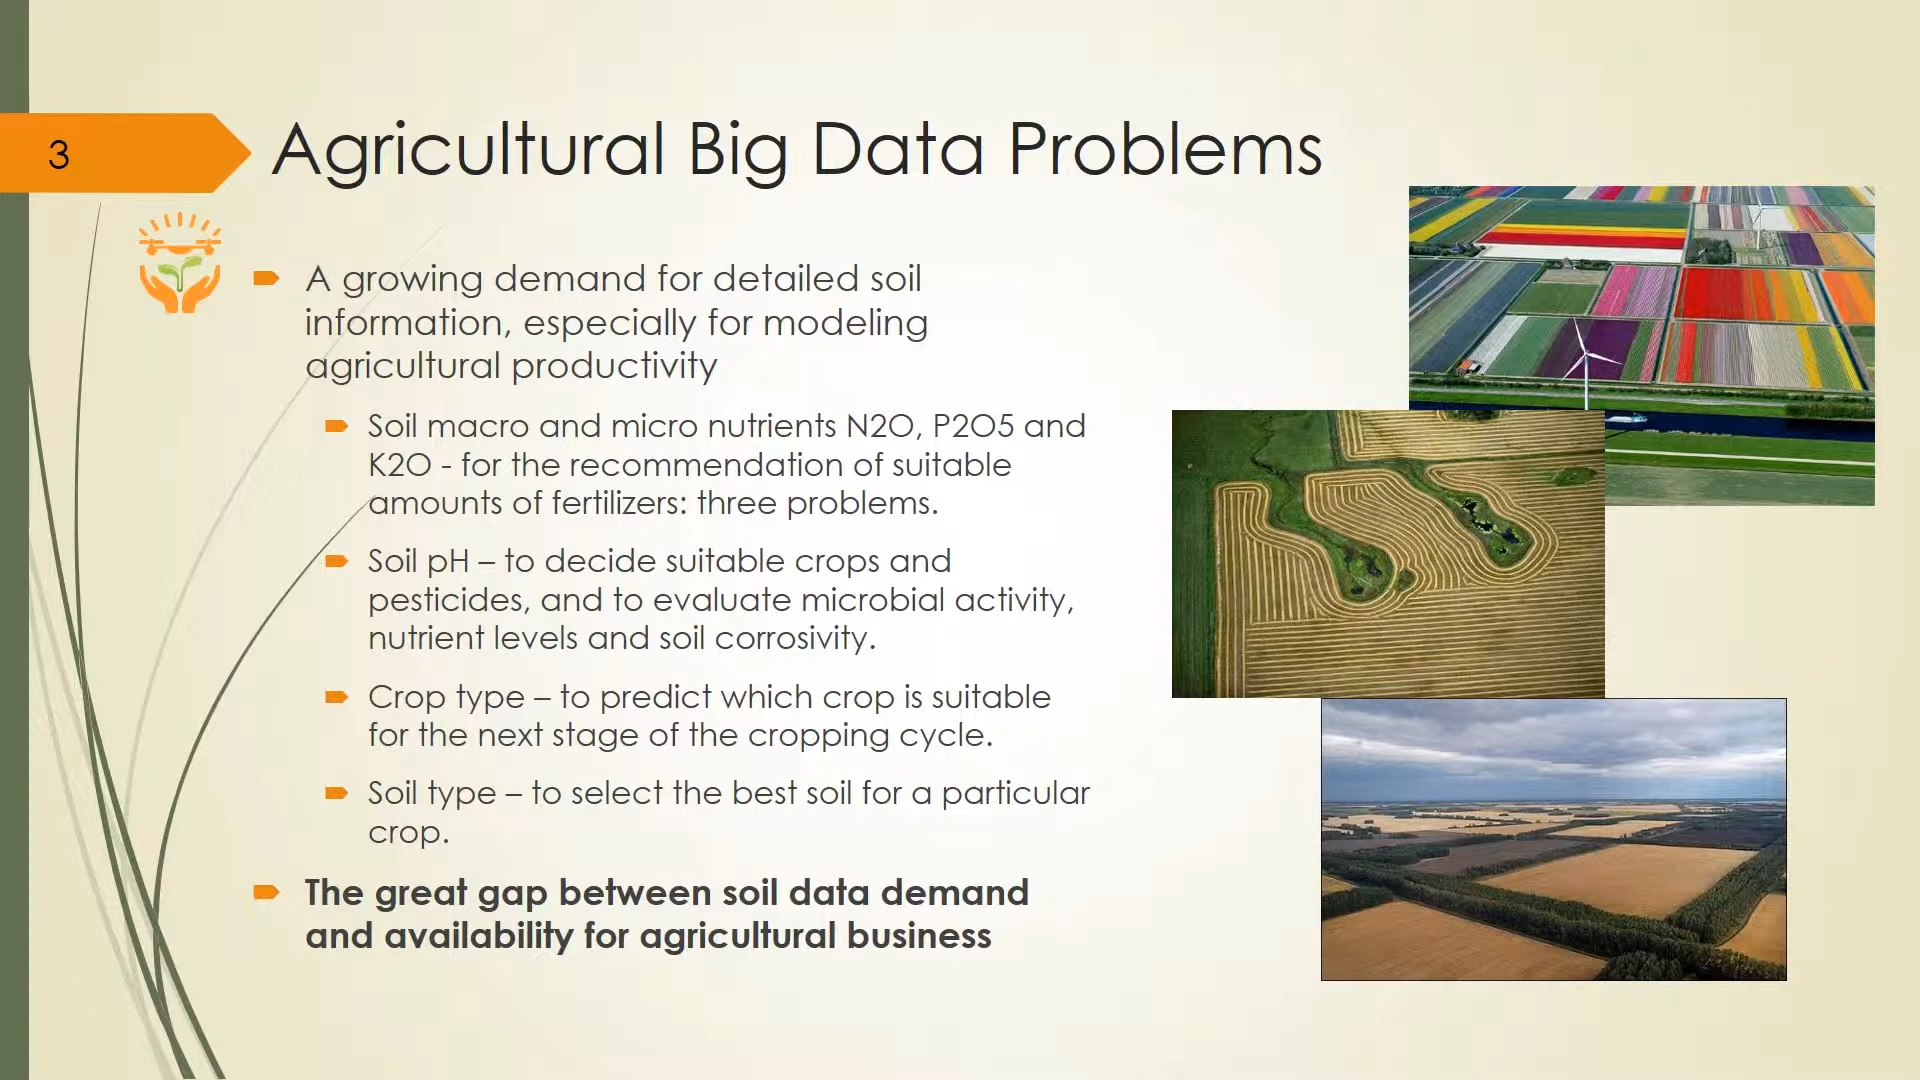 3
Agricultural Big Data Problems
A growing demand for detailed soil
information, especially for modeling
agricultural productivity
Soil macro and micro nutrients N2O, P2O5 and
K2O - for the recommendation of suitable
amounts of fertilizers: three problems.
Soil pH – to decide suitable crops and
pesticides, and to evaluate microbial activity,
nutrient levels and soil corrosivity.
Crop type – to predict which crop is suitable
for the next stage of the cropping cycle.
Soil type – to select the best soil for a particular
crop.
The great gap between soil data demand
and availability for agricultural business